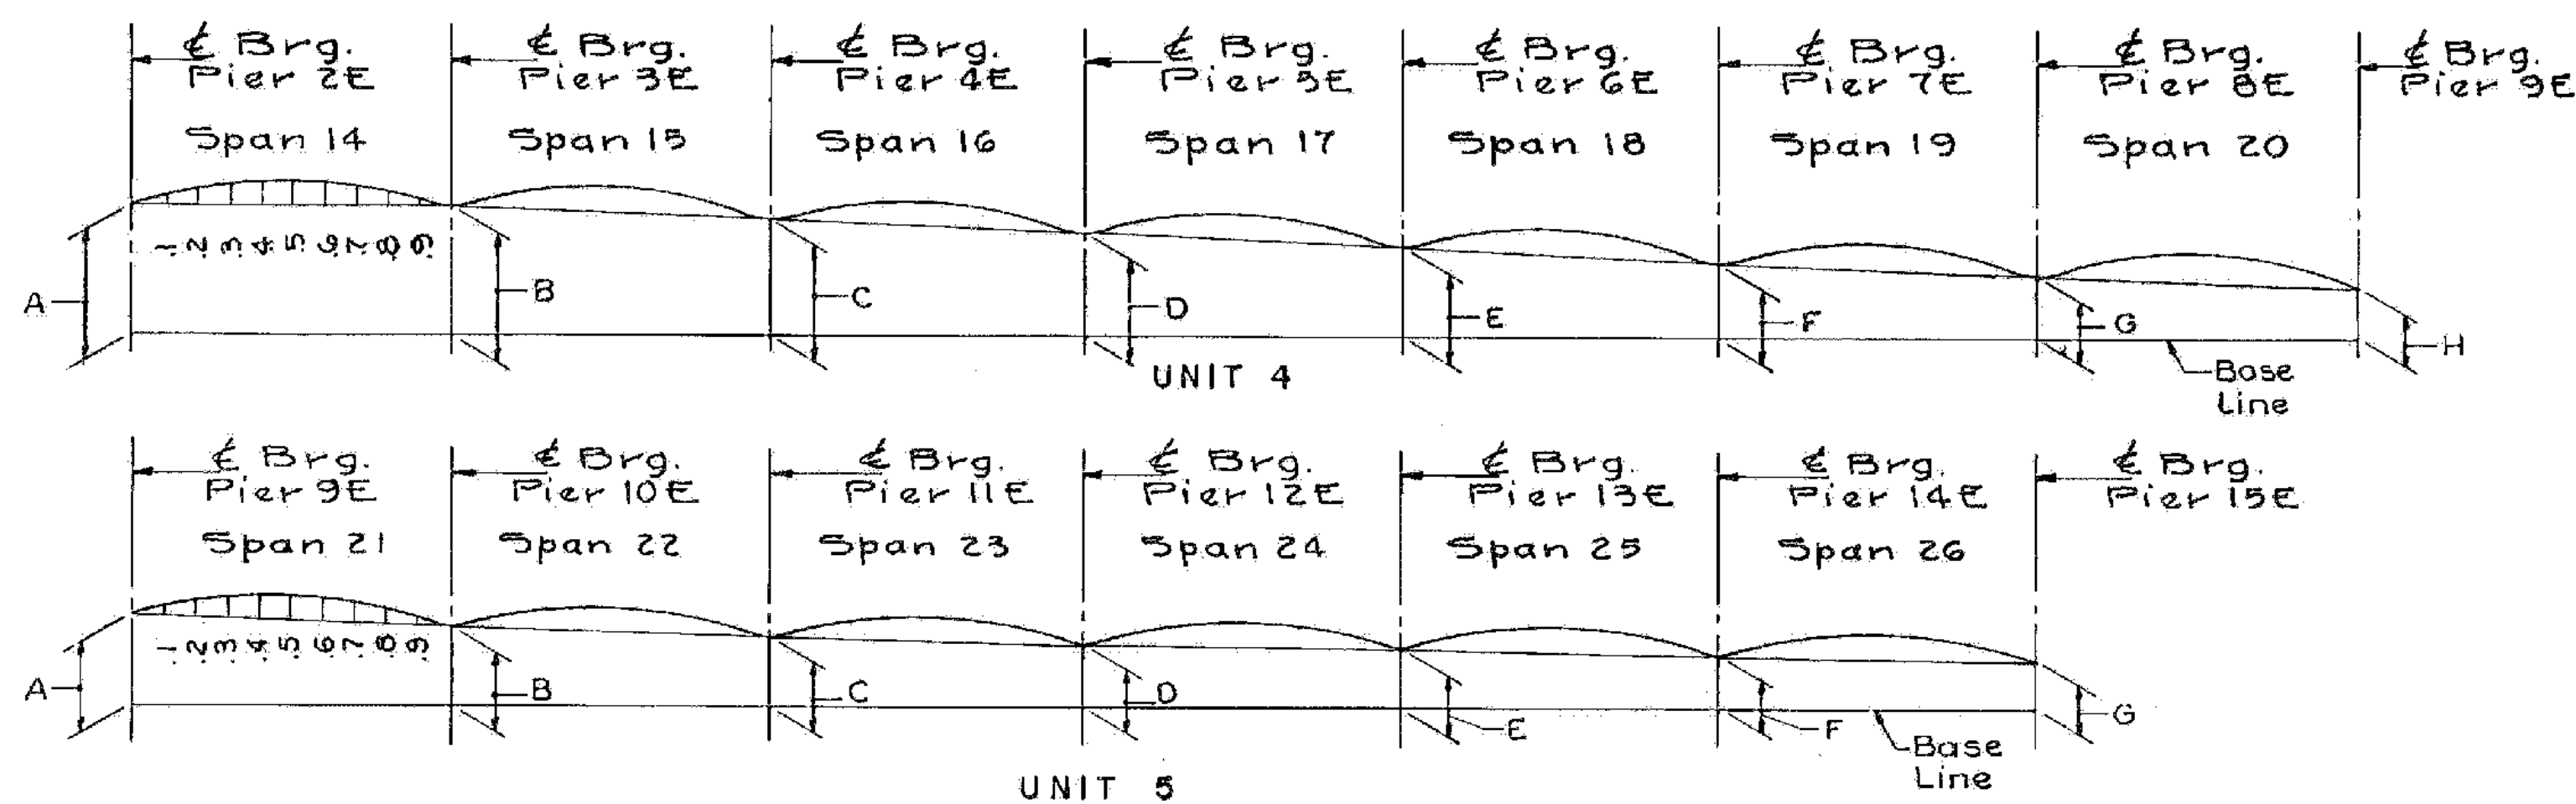 ℄ Brg.
Pier 2E
℄ Brg.
Pier 3E
℄ Brg.
Pier 4E
℄ Brg.
Pier 5E
℄ Brg.
Pier 6E
℄ Brg.
Pier 7E
℄ Brg.
Pier 8E
℄ Brg.
Pier 9E
Span 14
Span 15
Span 16
Span 17
Span 18
Span 19
Span 20
.1 .2 .3 .4 .5 .6 .7 .8 .9
A
B
C
D
E
F
G
H
Base
Line
UNIT 4
℄ Brg.
Pier 9E
℄ Brg.
Pier 10E
℄ Brg.
Pier 11E
℄ Brg.
Pier 12E
℄ Brg.
Pier 13E
℄ Brg.
Pier 14E
℄ Brg.
Pier 15E
Span 21
Span 22
Span 23
Span 24
Span 25
Span 26
.1 .2 .3 .4 .5 .6 .7 .8 .9
A
B
C
D
E
F
G
Base
Line
UNIT 5